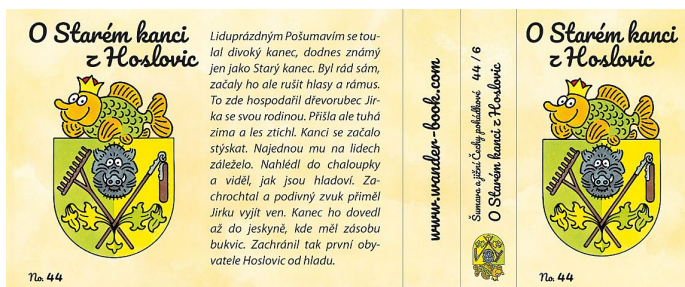 O Starém kanci
z Hoslovic
No. 44
Liduprázdným Pošumavím se tou-
lal divoký kanec, dodnes známý
jen jako Starý kanec. Byl rád sám,
začaly ho ale rušit hlasy a rámus.
To zde hospodařil dřevorubec Jir-
ka se svou rodinou. Přišla ale tuhá
zima a les ztichl. Kanci se začalo
stýskat. Najednou mu na lidech
záleželo. Nahlédl do chaloupky
a viděl, jak jsou hladoví. Za-
chrochtal a podivný zvuk přiměl
Jirku vyjít ven. Kanec ho dovedl
až do jeskyně, kde měl zásobu
bukvic. Zachránil tak první oby-
vatele Hoslovic od hladu.
www.wander-book.com
Šumava a jižní Čechy pohádkové 44 / 6
O Starém kanci z Hoslovic
O Starém kanci
z Hoslovic
No. 44